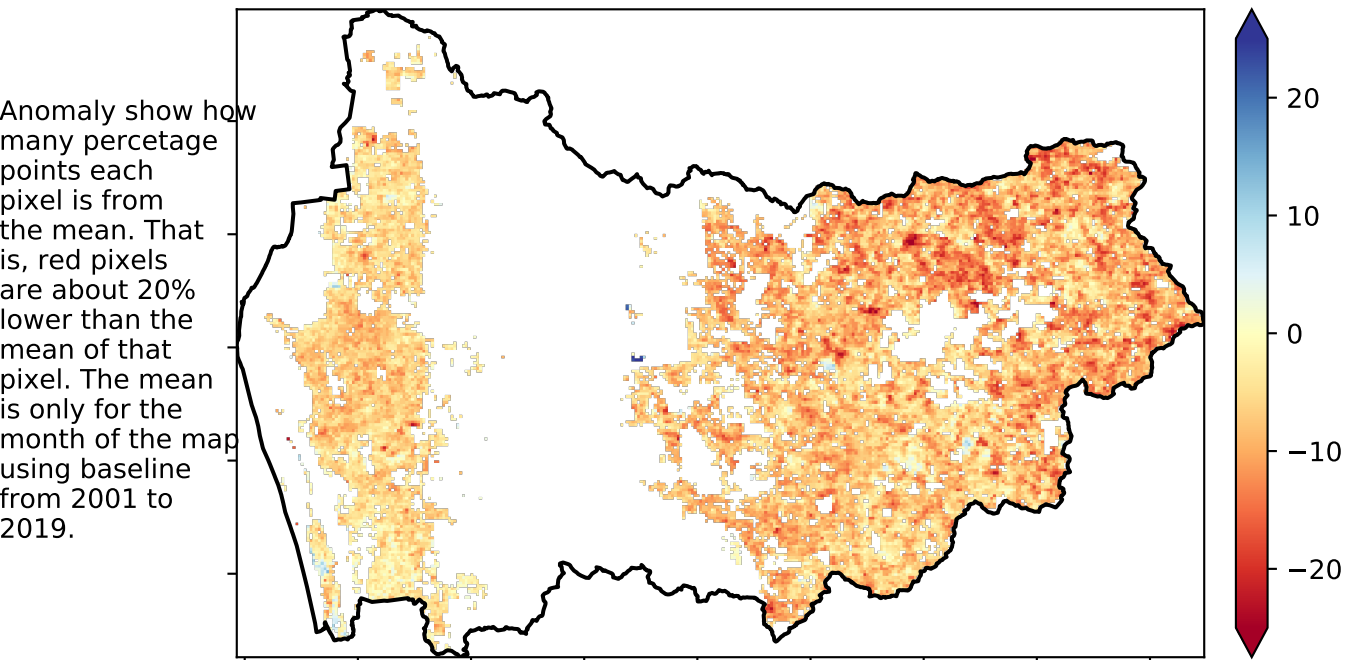 Anomaly show how
many percetage
points each
pixel is from
the mean. That
is, red pixels
are about 20%
lower than the
mean of that
pixel. The mean
is only for the
month of the map
using baseline
from 2001 to
2019.
20
10
0
−10
−20